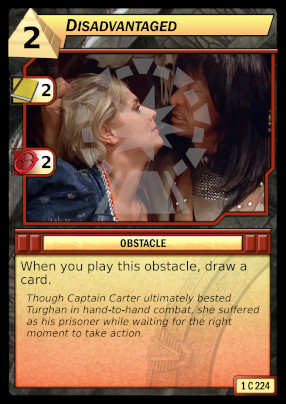 2 DISADVANTAGED
2
2
OBSTACLE
When you play this obstacle, draw a
card.
Though Captain Carter ultimately bested
Turghan in hand-to-hand combat, she suffered
as his prisoner while waiting for the right
moment to take action.
1 C 224